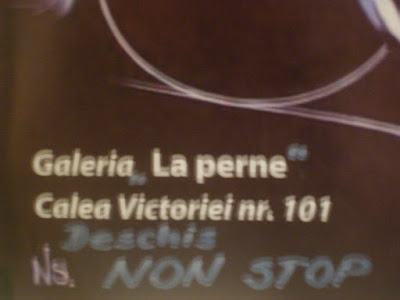 Galeria „La perne“
Calea Victoriei nr. 101
Deschis
NON STOP